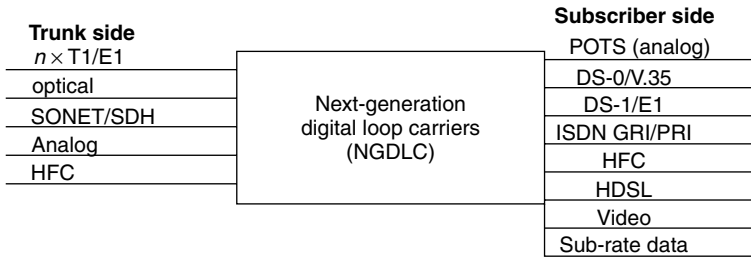 Trunk side
n × T1/E1
optical
SONET/SDH
Analog
HFC
Next-generation
digital loop carriers
(NGDLC)
Subscriber side
POTS (analog)
DS-0/V.35
DS-1/E1
ISDN GRI/PRI
HFC
HDSL
Video
Sub-rate data